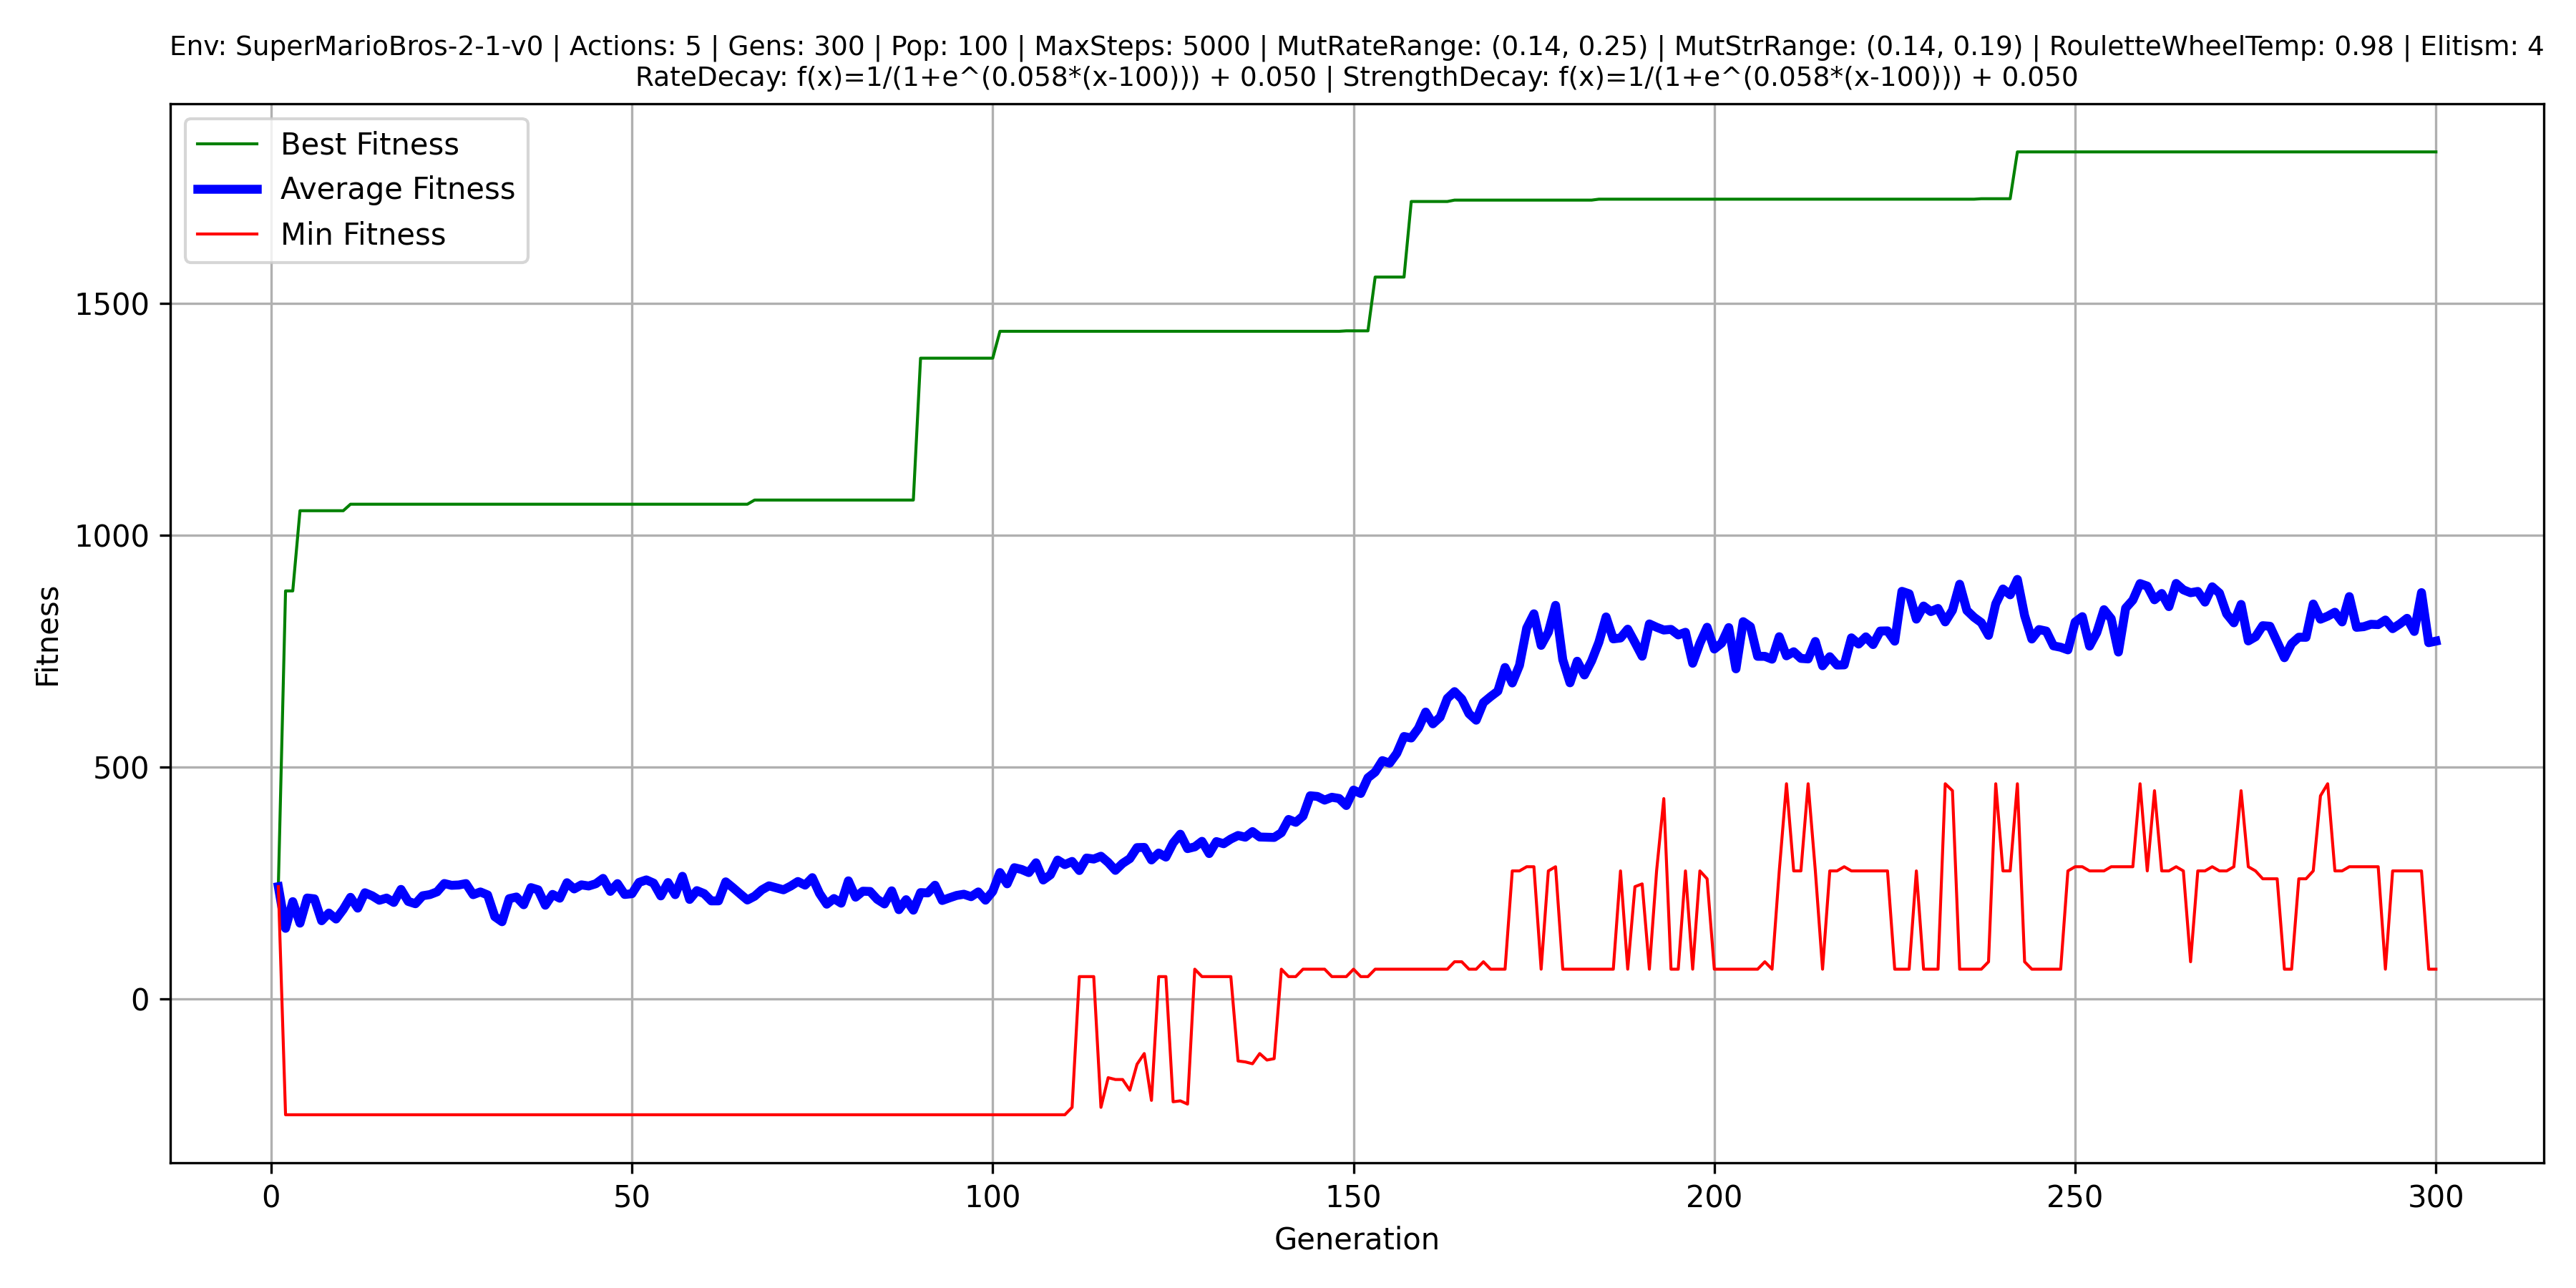 Env: SuperMarioBros-2-1-v0 | Actions: 5 | Gens: 300 | Pop: 100 | MaxSteps: 5000 | MutRateRange: (0.14, 0.25) | MutStrRange: (0.14, 0.19) | RouletteWheelTemp: 0.98 | Elitism: 4
RateDecay: f(x)=1/(1+e^(0.058*(x-100))) + 0.050 | StrengthDecay: f(x)=1/(1+e^(0.058*(x-100))) + 0.050
Best Fitness
Average Fitness
Min Fitness
1500
1000
500
0
Fitness
0 50 100 150 200 250 300
Generation